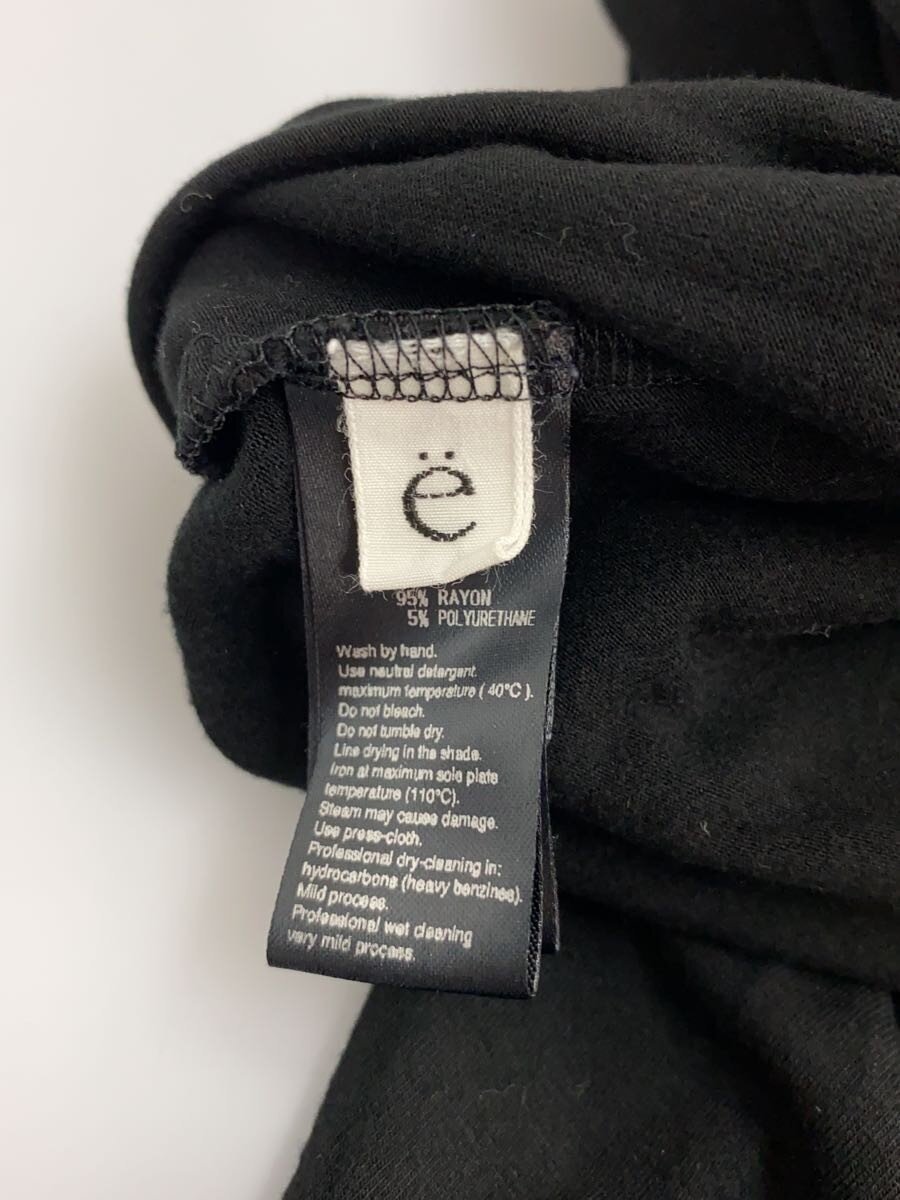 ë
95% RAYON
5% POLYURETHANE
Wash by hand.
Use neutral detergent.
maximum temperature ( 40°C ).
Do not bleach.
Do not tumble dry.
Line drying in the shade.
Iron at maximum sole plate
temperature (110°C).
Steam may cause damage.
Use press-cloth.
Professional dry-cleaning in:
hydrocarbons (heavy benzines).
Mild process.
Professional wet cleaning
very mild process.